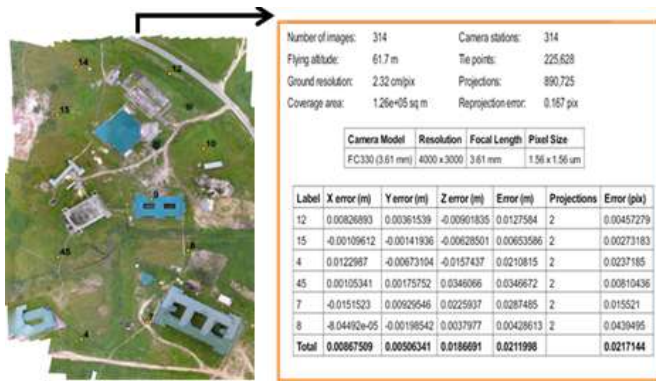 14
12
15
10
9
45
8
4
Number of images: 314 Camera stations: 314
Flying altitude: 61.7 m Tie points: 225,628
Ground resolution: 2.32 cm/pix Projections: 890,725
Coverage area: 1.26e+05 sq m Reprojection error: 0.167 pix
Camera Model Resolution Focal Length Pixel Size
FC330 (3.61 mm) 4000 x 3000 3.61 mm 1.56 x 1.56 um
Label X error (m) Y error (m) Z error (m) Error (m) Projections Error (pix)
12 0.00826893 0.00361539 -0.00901835 0.0127584 2 0.00457279
15 -0.00109612 -0.00141936 -0.00628501 0.00653586 2 0.00273183
4 0.0122987 -0.00673104 -0.0157437 0.0210815 2 0.0237185
45 0.00105341 0.00175752 0.0346066 0.0346672 2 0.00810436
7 -0.0151523 0.00929546 0.0225937 0.0287485 2 0.015521
8 -8.04492e-05 -0.00198542 0.0037977 0.00428613 2 0.0439495
Total 0.00867509 0.00506341 0.0186691 0.0211998 0.0217144